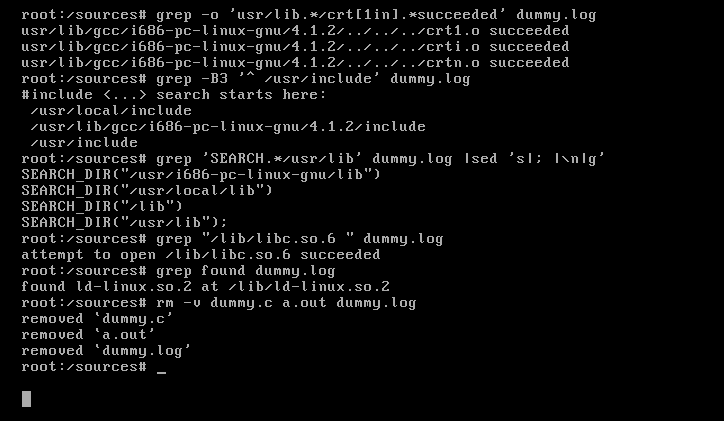 root:/sources# grep -o 'usr/lib.*/crt[1in].*succeeded' dummy.log
usr/lib/gcc/i686-pc-linux-gnu/4.1.2/../../../crt1.o succeeded
usr/lib/gcc/i686-pc-linux-gnu/4.1.2/../../../crti.o succeeded
usr/lib/gcc/i686-pc-linux-gnu/4.1.2/../../../crtn.o succeeded
root:/sources# grep -B3 '^ /usr/include' dummy.log
#include <...> search starts here:
 /usr/local/include
 /usr/lib/gcc/i686-pc-linux-gnu/4.1.2/include
 /usr/include
root:/sources# grep 'SEARCH.*/usr/lib' dummy.log |sed 's|; |\n|g'
SEARCH_DIR("/usr/i686-pc-linux-gnu/lib")
SEARCH_DIR("/usr/local/lib")
SEARCH_DIR("/lib")
SEARCH_DIR("/usr/lib");
root:/sources# grep "/lib/libc.so.6 " dummy.log
attempt to open /lib/libc.so.6 succeeded
root:/sources# grep found dummy.log
found ld-linux.so.2 at /lib/ld-linux.so.2
root:/sources# rm -v dummy.c a.out dummy.log
removed `dummy.c'
removed `a.out'
removed `dummy.log'
root:/sources# _